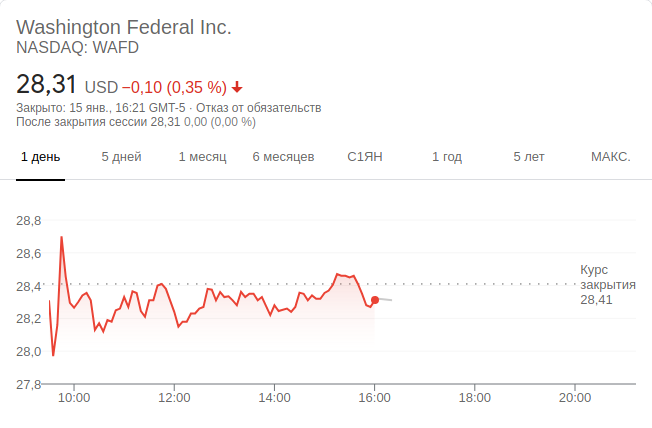 Washington Federal Inc.
NASDAQ: WAFD
28,31 USD −0,10 (0,35 %)
Закрыто: 15 янв., 16:21 GMT-5 · Отказ от обязательств
После закрытия сессии 28,31 0,00 (0,00 %)
1 день 5 дней 1 месяц 6 месяцев С1ЯН 1 год 5 лет МАКС.
28,8
28,6
28,4
28,2
28,0
27,8
Курс
закрытия
28,41
10:00 12:00 14:00 16:00 18:00 20:00